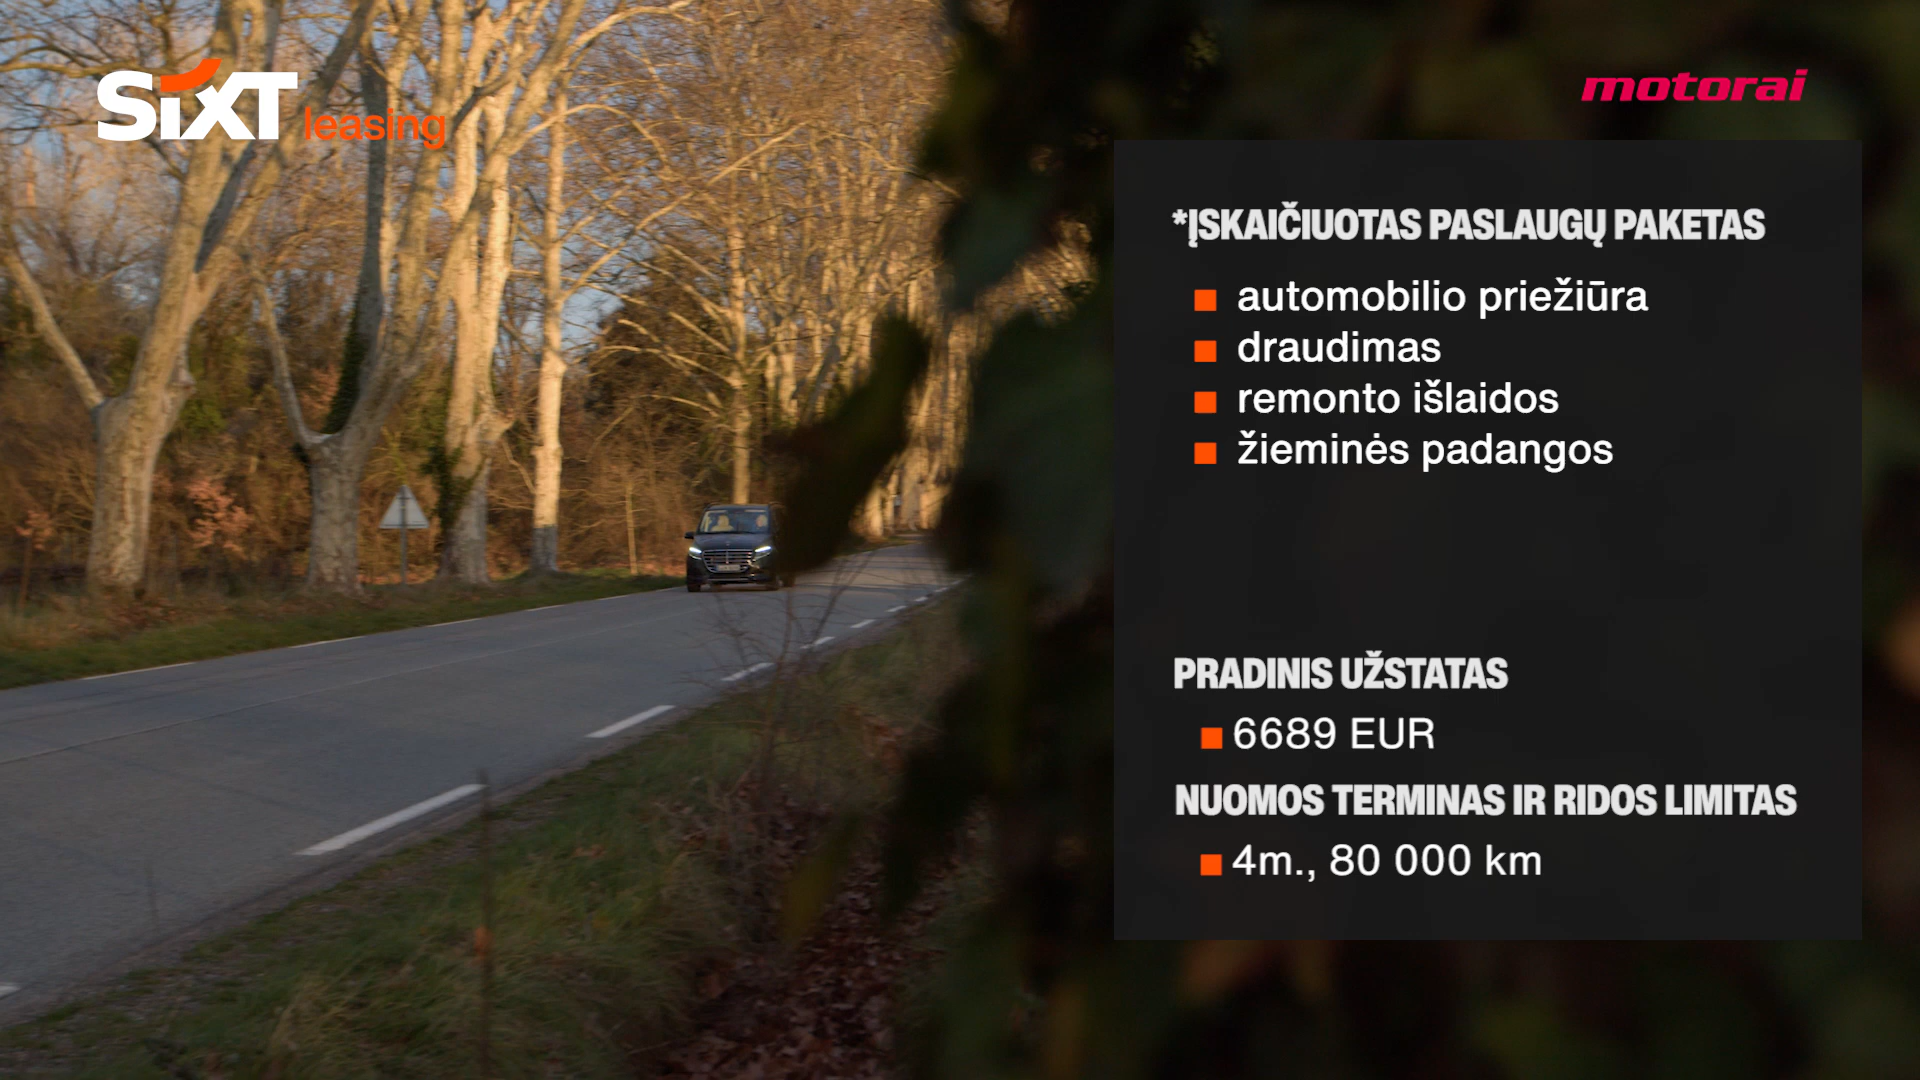 SIXT leasing
motorai
*ĮSKAIČIUOTAS PASLAUGŲ PAKETAS
automobilio priežiūra
draudimas
remonto išlaidos
žieminės padangos
PRADINIS UŽSTATAS
6689 EUR
NUOMOS TERMINAS IR RIDOS LIMITAS
4m., 80 000 km